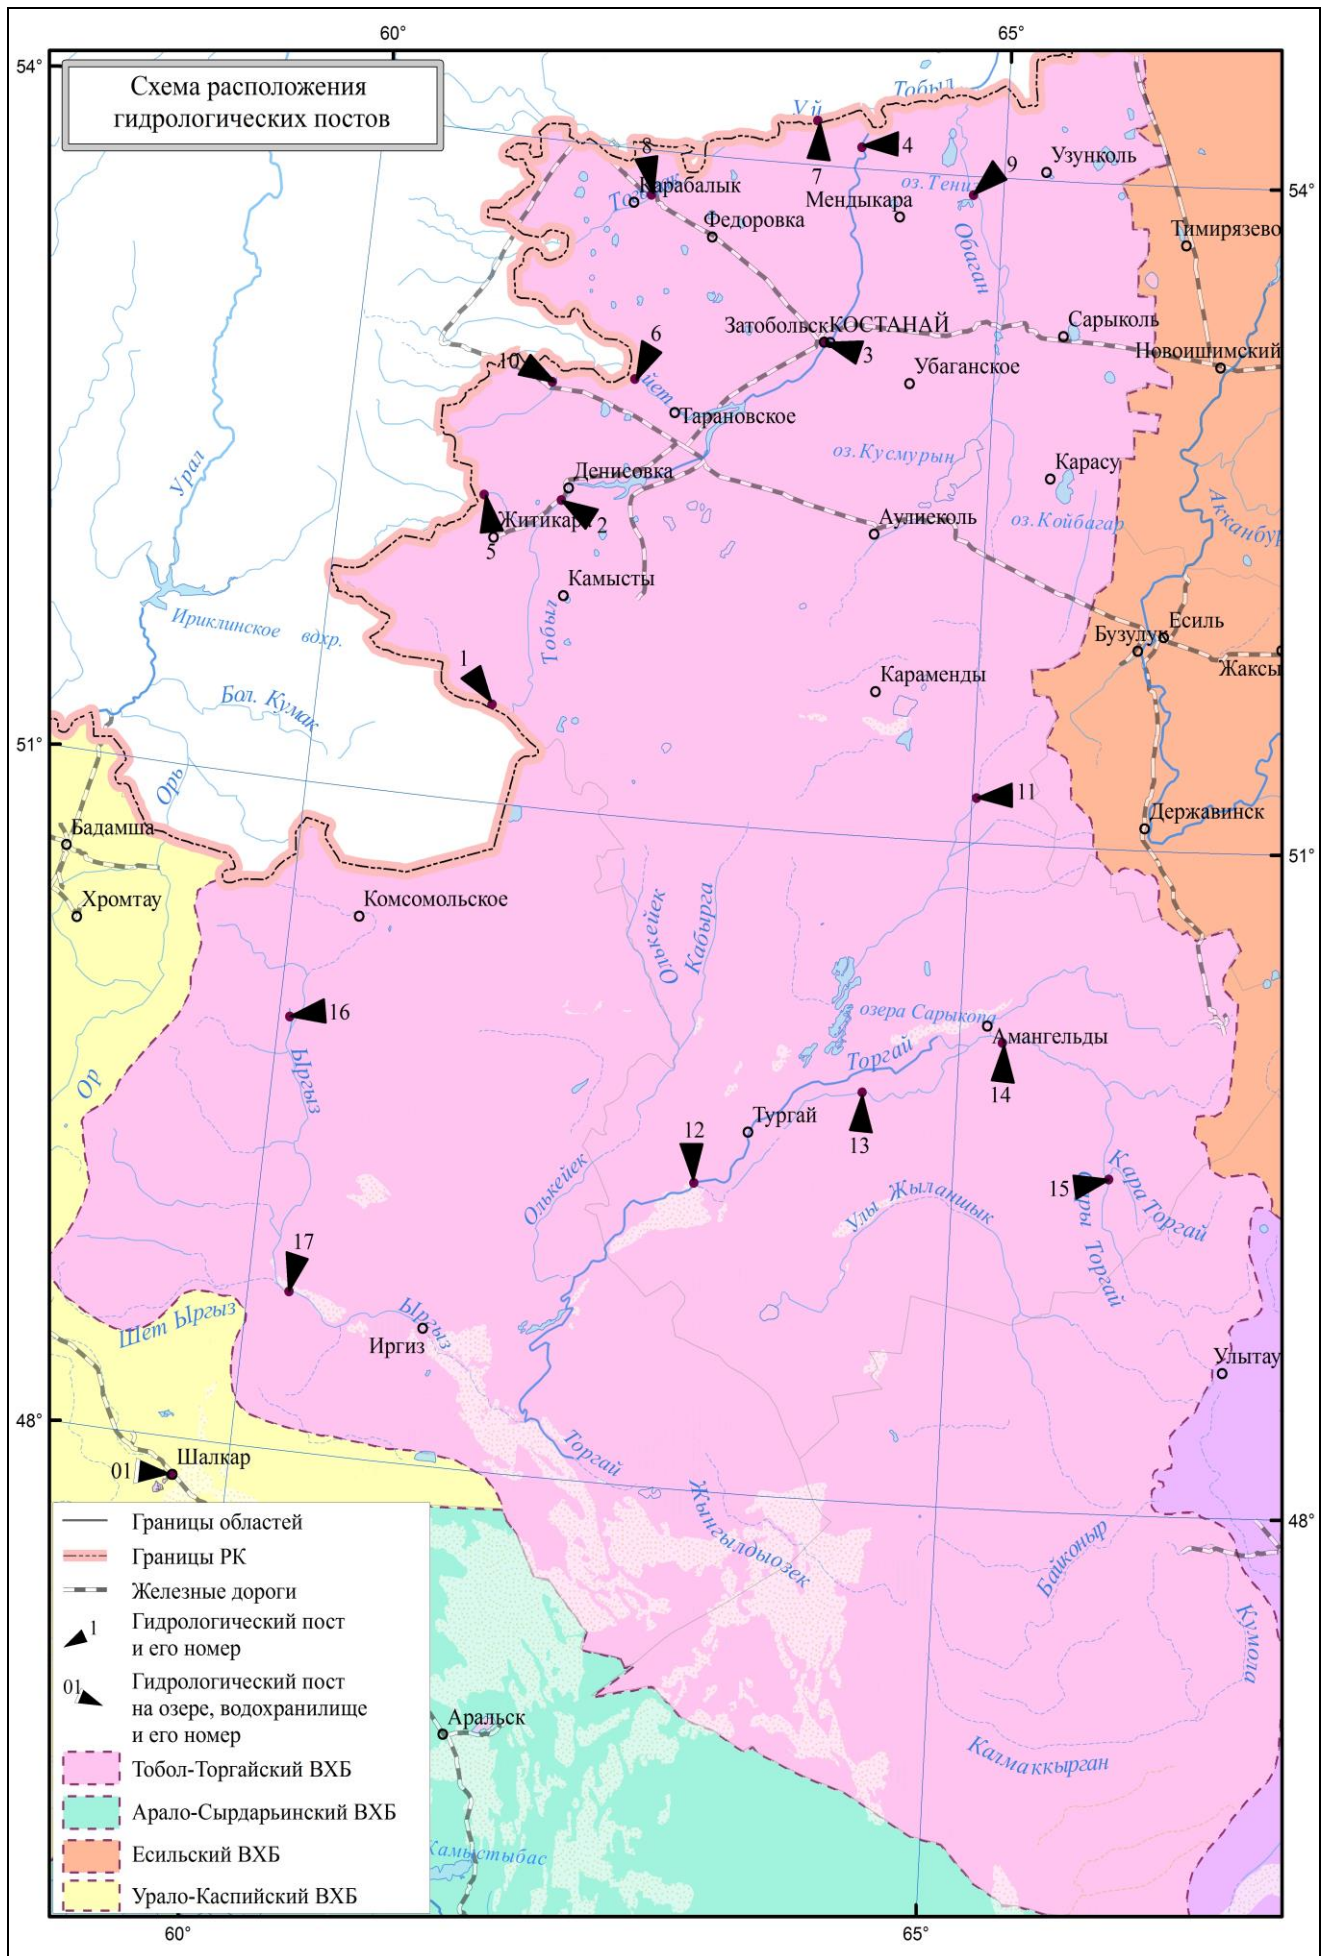 60°
65°
54°
Схема расположения
гидрологических постов
Тобыл
Уй
8
4
7
9
Узунколь
54°
Карабалык
оз.Тениз
Мендыкара
Федоровка
Обаган
Тимирязево
Затобольск
КОСТАНАЙ
Сарыколь
3
Новоишимский
10
6
Убаганское
Тарановское
Урал
оз.Кусмурын
Карасу
Денисовка
Житикара
2
5
Аулиеколь
оз.Койбагар
Камысты
Ириклинское вдхр.
Тобыл
Бузулук
Есиль
Жаксы
1
Караменды
Бол. Кумак
51°
Орь
11
Державинск
Бадамша
51°
Хромтау
Комсомольское
Олькейек
Кабырга
16
озера Сарыкопа
Амангельды
Торгай
Ыргыз
Ор
14
13
Тургай
12
15
Кара Торгай
Сары Торгай
Олькейек
Улы Жыланшык
17
Шет Ыргыз
Ыргыз
Иргиз
Улытау
48°
Торгай
01
Шалкар
Жынгылдыозек
48°
Байконыр
Кумола
Границы областей
Границы РК
Железные дороги
1
Гидрологический пост
и его номер
01
Гидрологический пост
на озере, водохранилище
и его номер
Аральск
Калмаккырган
Тобол-Торгайский ВХБ
Арало-Сырдарьинский ВХБ
Есильский ВХБ
Камыстыбас
Урало-Каспийский ВХБ
60°
65°